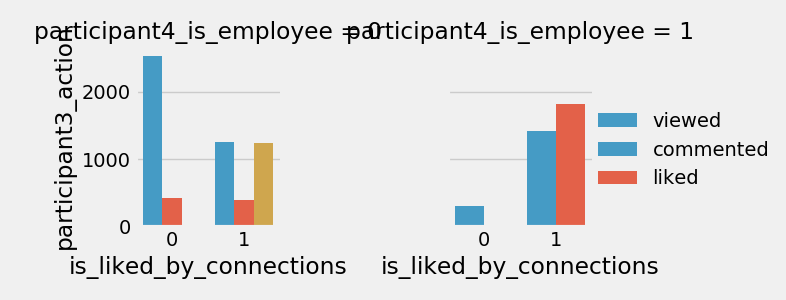 participant4_is_employee = 0
participant4_is_employee = 1
participant3_action
2000
1000
0
0 1
is_liked_by_connections
0 1
is_liked_by_connections
viewed
commented
liked